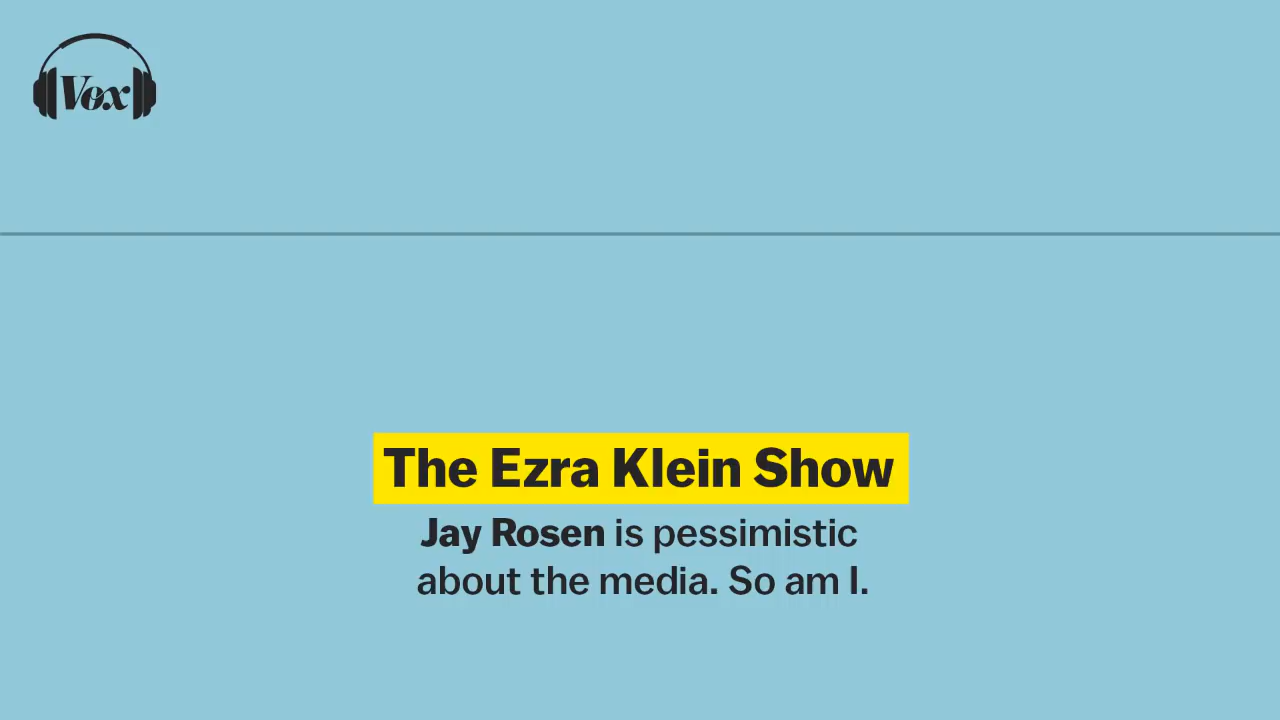 Vox
The Ezra Klein Show
Jay Rosen is pessimistic
about the media. So am I.